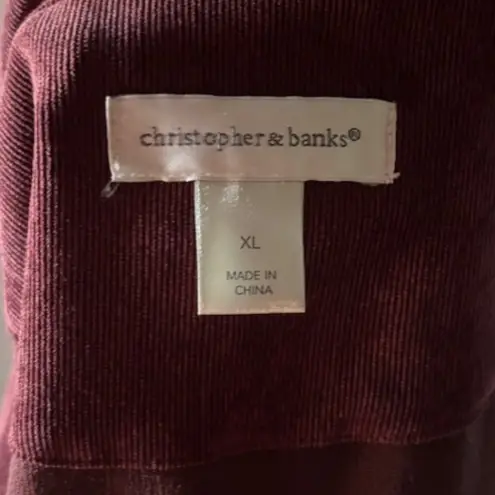 christopher & banks®
XL
MADE IN
CHINA